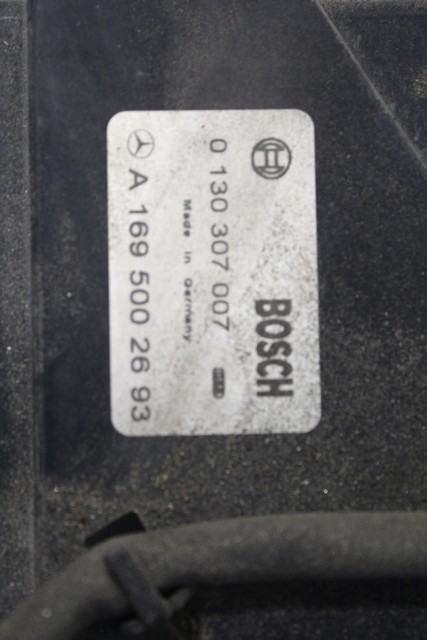 BOSCH
0 130 307 007
Made in Germany
A 169 500 26 93